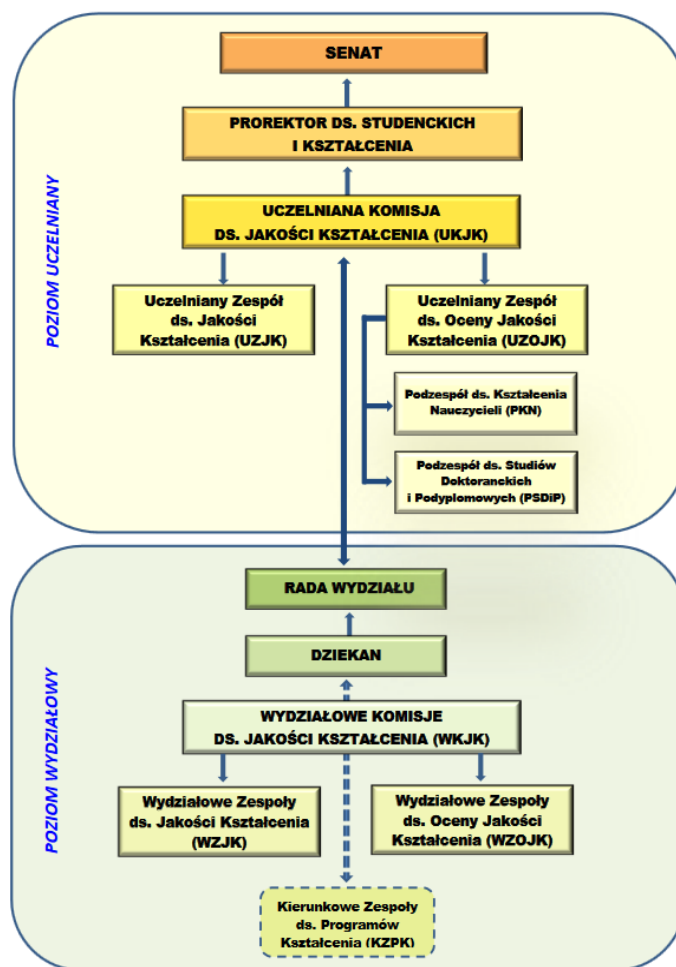 POZIOM UCZELNIANY
SENAT
PROREKTOR DS. STUDENCKICH
I KSZTAŁCENIA
UCZELNIANA KOMISJA
DS. JAKOŚCI KSZTAŁCENIA (UKJK)
Uczelniany Zespół
ds. Jakości
Kształcenia (UZJK)
Uczelniany Zespół
ds. Oceny Jakości
Kształcenia (UZOJK)
Podzespół ds. Kształcenia
Nauczycieli (PKN)
Podzespół ds. Studiów
Doktoranckich
i Podyplomowych (PSDiP)
POZIOM WYDZIAŁOWY
RADA WYDZIAŁU
DZIEKAN
WYDZIAŁOWE KOMISJE
DS. JAKOŚCI KSZTAŁCENIA (WKJK)
Wydziałowe Zespoły
ds. Jakości Kształcenia
(WZJK)
Wydziałowe Zespoły
ds. Oceny Jakości
Kształcenia (WZOJK)
Kierunkowe Zespoły
ds. Programów
Kształcenia (KZPK)